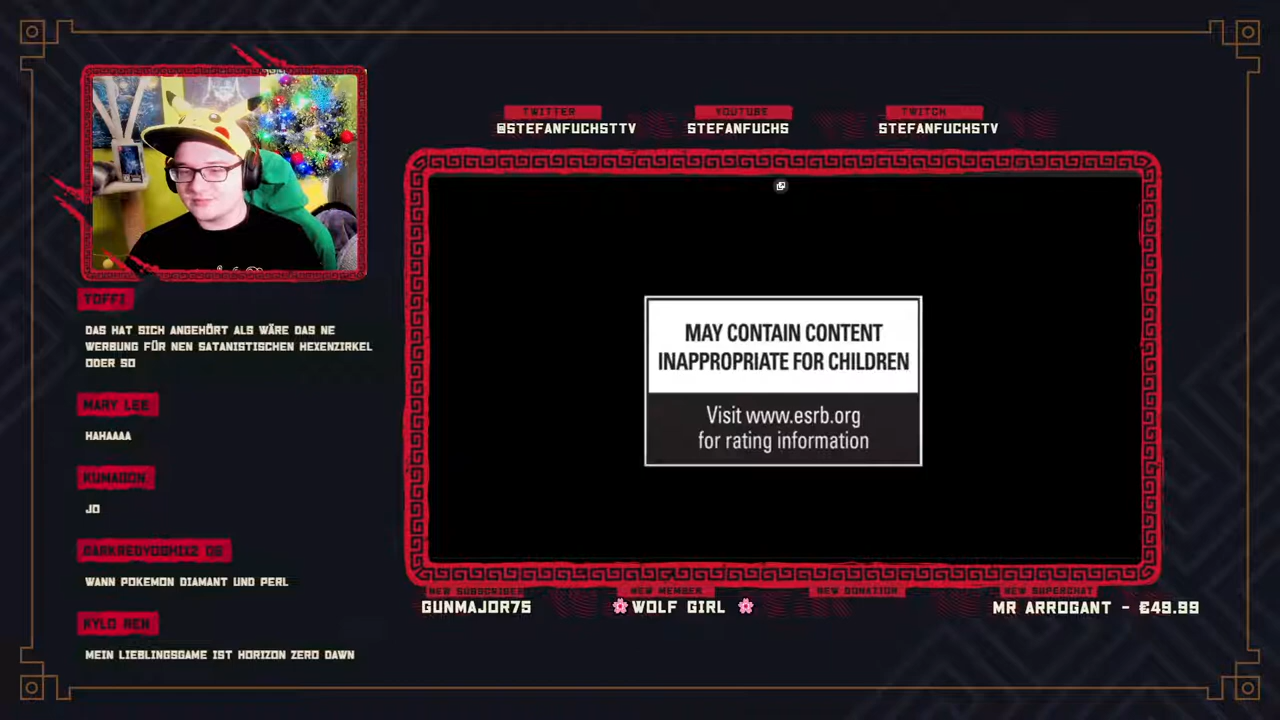 TWITTER
@STEFANFUCHSTTV
YOUTUBE
STEFANFUCHS
TWITCH
STEFANFUCHSTV
TOFFI
DAS HAT SICH ANGEHÖRT ALS WÄRE DAS NE
WERBUNG FÜR NEN SATANISTISCHEN HEXENZIRKEL
ODER SO
MARY LEE
HAHAAAA
KUMAOON
JO
DARKREDYOSHI12 DE
WANN POKEMON DIAMANT UND PERL
KYLO REN
MEIN LIEBLINGSGAME IST HORIZON ZERO DAWN
MAY CONTAIN CONTENT
INAPPROPRIATE FOR CHILDREN
Visit www.esrb.org
for rating information
NEW SUBSCRIBER
GUNMAJOR75
NEW MEMBER
🌸WOLF GIRL 🌸
NEW DONATION
NEW SUPERCHAT
MR ARROGANT - €49.99